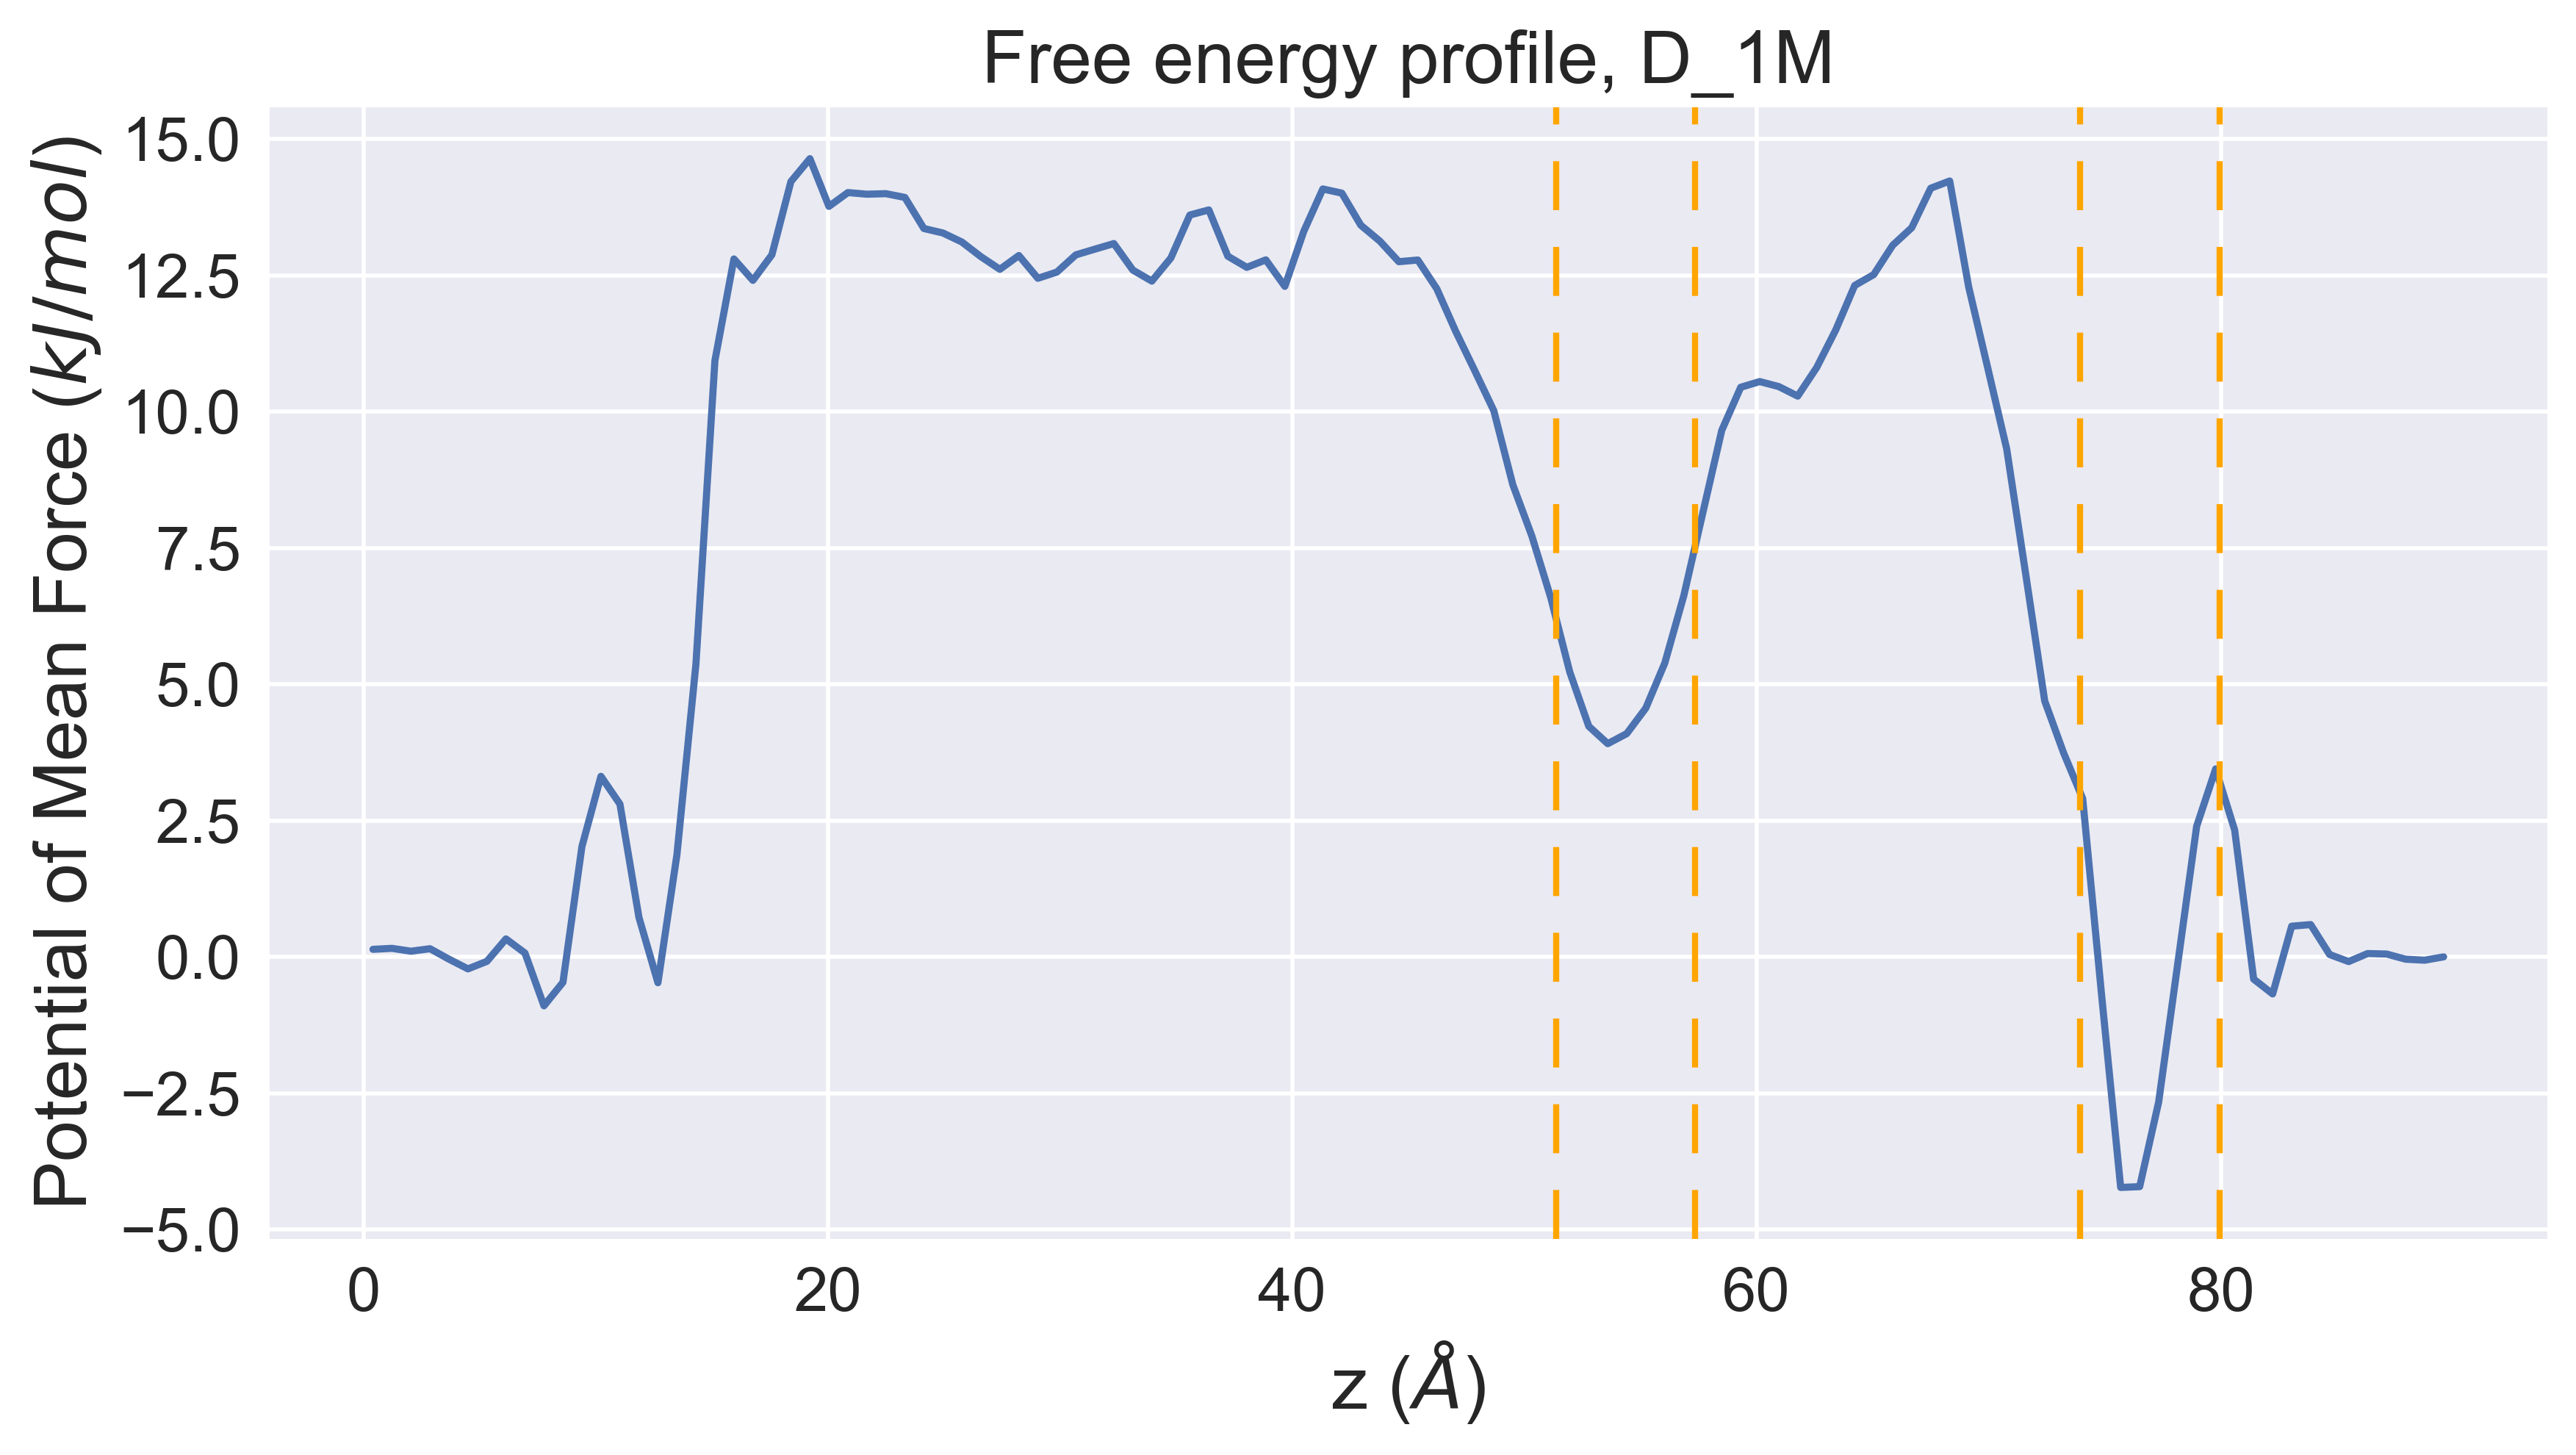 Free energy profile, D_1M
Potential of Mean Force (kJ/mol)
15.0
12.5
10.0
7.5
5.0
2.5
0.0
−2.5
−5.0
0 20 40 60 80
z (Å)